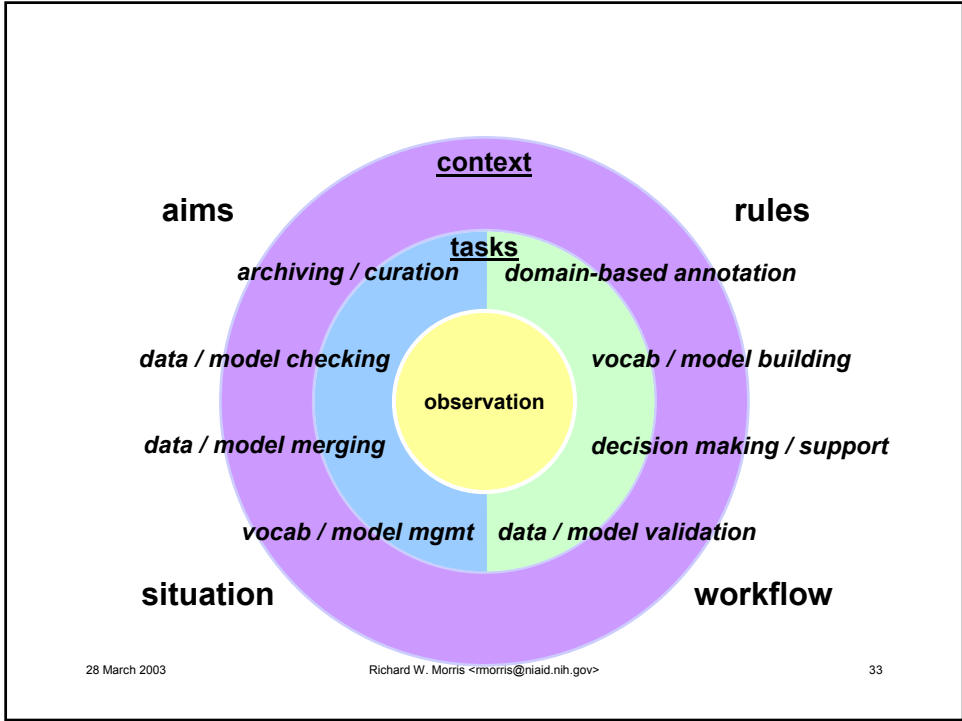 context
aims
rules
tasks
archiving / curation
domain-based annotation
data / model checking
vocab / model building
observation
data / model merging
decision making / support
vocab / model mgmt
data / model validation
situation
workflow
28 March 2003
Richard W. Morris <rmorris@niaid.nih.gov>
33